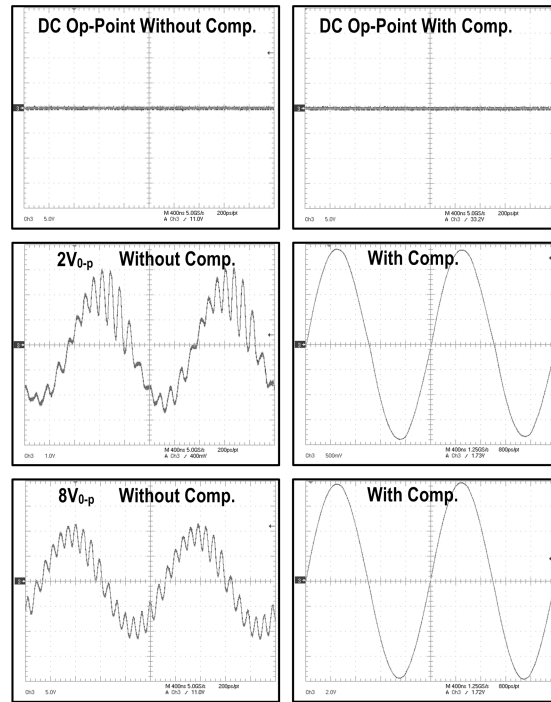 DC Op-Point Without Comp.
Ch3 5.0V
M 400ns 5.0GS/s 200ps/pt
A Ch3 ∕ 11.0V
DC Op-Point With Comp.
Ch3 5.0V
M 400ns 5.0GS/s 200ps/pt
A Ch3 ∕ 33.2V
2V0-p Without Comp.
Ch3 1.0V
M 400ns 5.0GS/s 200ps/pt
A Ch3 ∕ 400mV
With Comp.
Ch3 500mV
M 400ns 1.25GS/s 800ps/pt
A Ch3 ∕ 1.73V
8V0-p Without Comp.
Ch3 5.0V
M 400ns 5.0GS/s 200ps/pt
A Ch3 ∕ 11.0V
With Comp.
Ch3 2.0V
M 400ns 1.25GS/s 800ps/pt
A Ch3 ∕ 1.72V